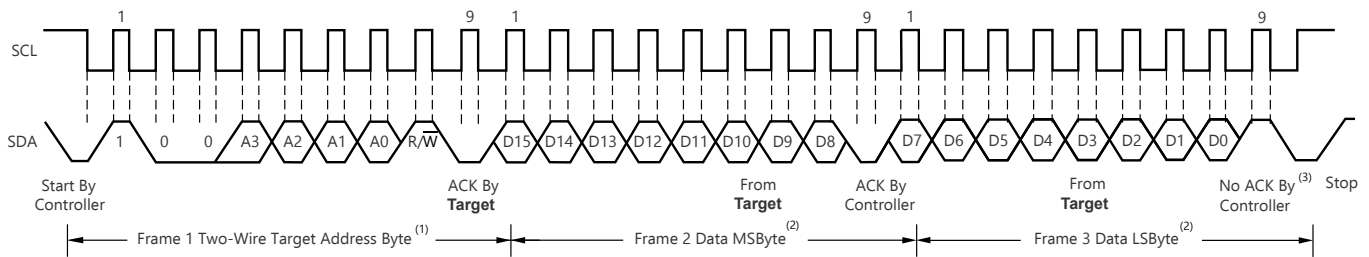 1 9 1 9 1 9
SCL
SDA 1 0 0 A3 A2 A1 A0 R/W̅ D15 D14 D13 D12 D11 D10 D9 D8 D7 D6 D5 D4 D3 D2 D1 D0
Start By
Controller
ACK By
Target
From
Target
ACK By
Controller
From
Target
No ACK By (3)
Controller
Stop
Frame 1 Two-Wire Target Address Byte (1)
Frame 2 Data MSByte (2)
Frame 3 Data LSByte (2)